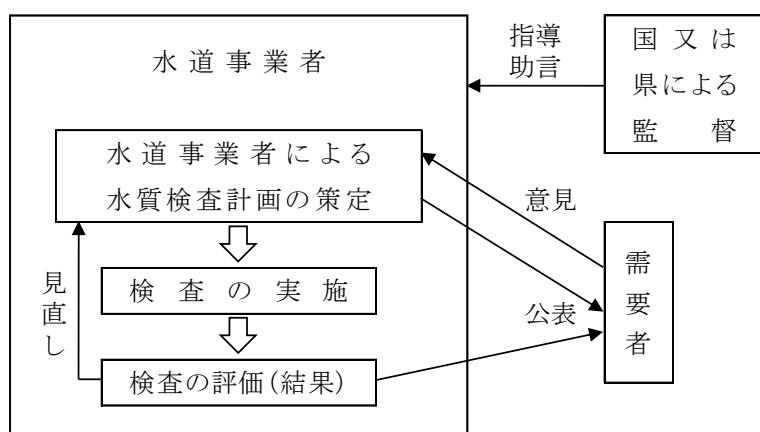 水道事業者
指導
助言
国又は
県による
監督
水道事業者による
水質検査計画の策定
意見
見直し
検査の実施
需要者
公表
検査の評価(結果)